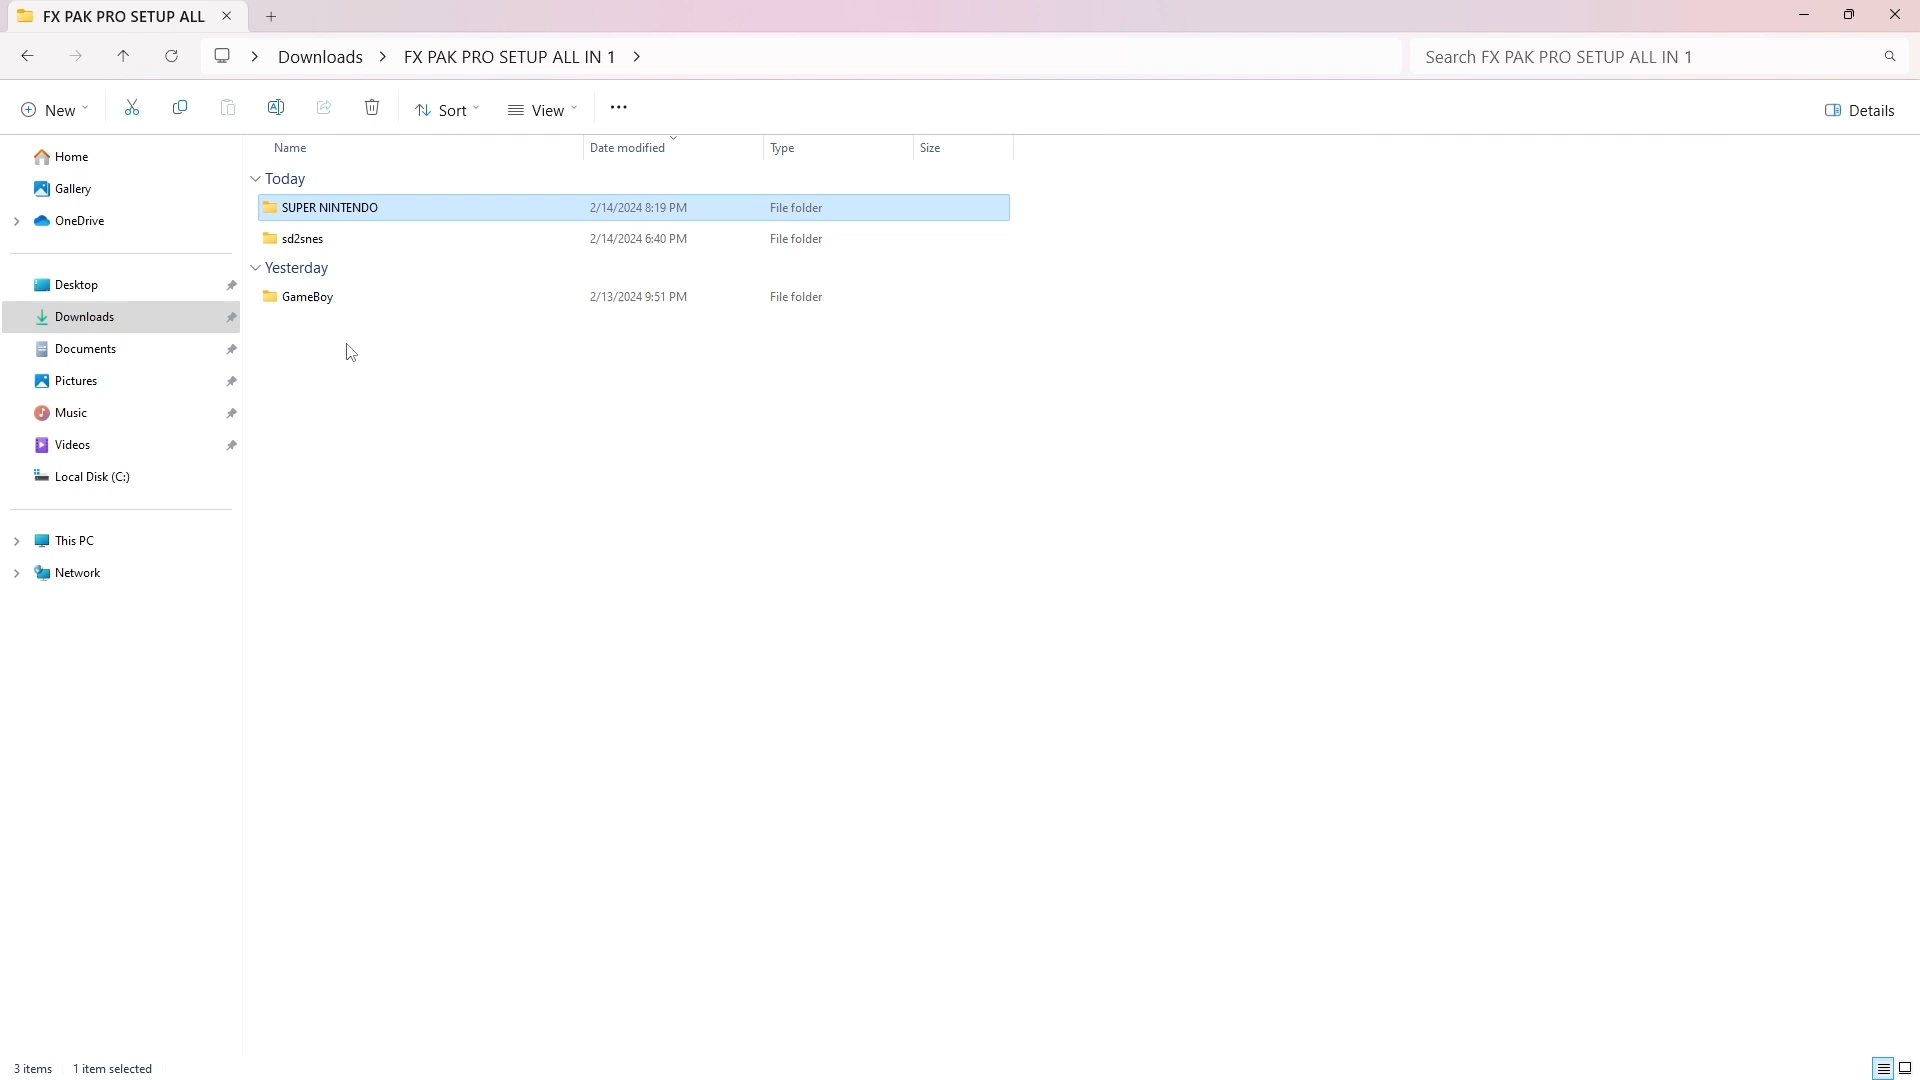 FX PAK PRO SETUP ALL
Downloads
FX PAK PRO SETUP ALL IN 1
Search FX PAK PRO SETUP ALL IN 1
New
Sort
View
Details
Name
Date modified
Type
Size
Today
SUPER NINTENDO 2/14/2024 8:19 PM File folder
sd2snes 2/14/2024 6:40 PM File folder
Yesterday
GameBoy 2/13/2024 9:51 PM File folder
Home
Gallery
OneDrive
Desktop
Downloads
Documents
Pictures
Music
Videos
Local Disk (C:)
This PC
Network
3 items
1 item selected